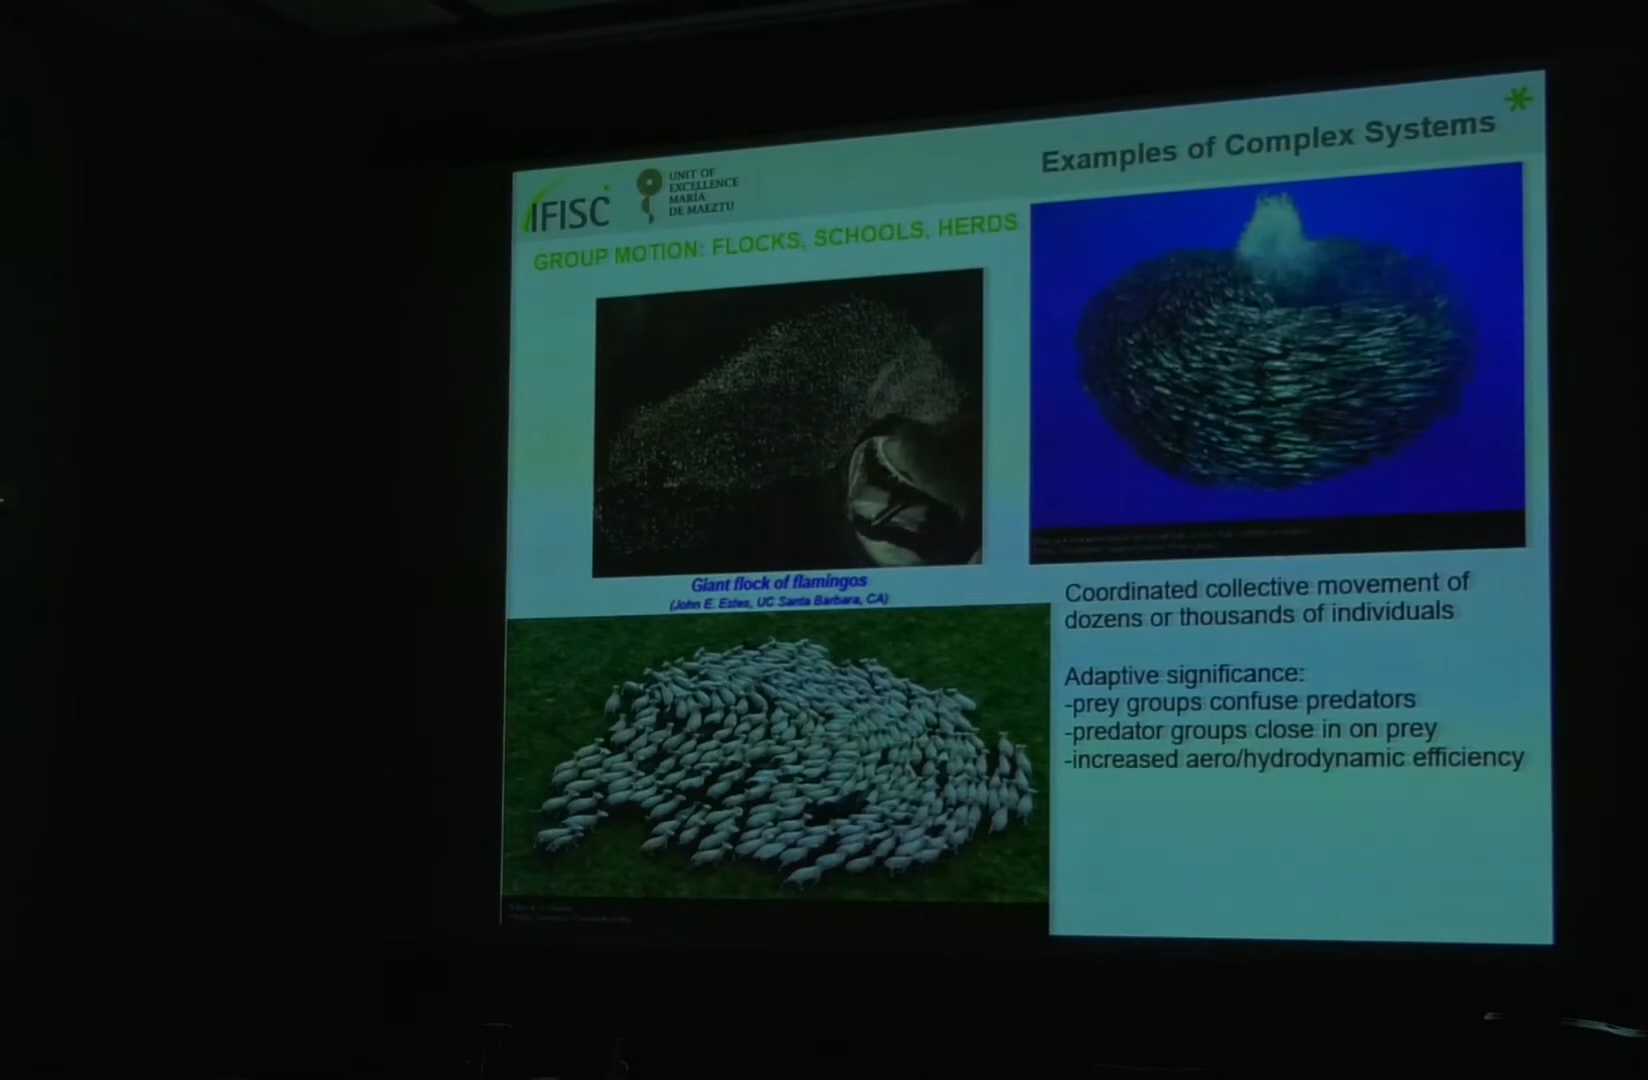 Examples of Complex Systems
IFISC
UNIT OF
EXCELLENCE
MARÍA
DE MAEZTU
GROUP MOTION: FLOCKS, SCHOOLS, HERDS
Giant flock of flamingos
(John E. Estes, UC Santa Barbara, CA)
Coordinated collective movement of
dozens or thousands of individuals
Adaptive significance:
-prey groups confuse predators
-predator groups close in on prey
-increased aero/hydrodynamic efficiency